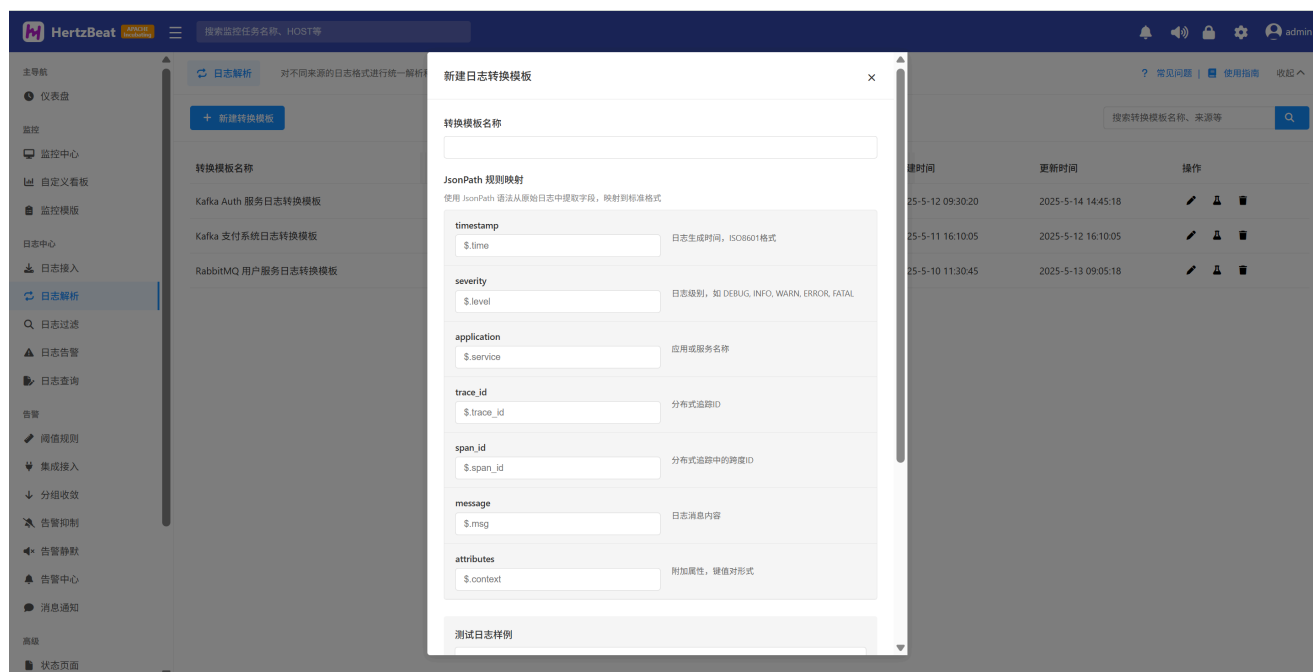 HertzBeat APACHE Incubating 搜索监控任务名称、HOST等 admin
主导航
仪表盘
监控
监控中心
自定义看板
监控模版
日志中心
日志接入
日志解析
日志过滤
日志告警
日志查询
告警
阈值规则
集成接入
分组收敛
告警抑制
告警静默
告警中心
消息通知
高级
状态页面
日志解析 对不同来源的日志格式进行统一解析
? 常见问题 | 使用指南 收起
+ 新建转换模板
搜索转换模板名称、来源等
转换模板名称 建时间 更新时间 操作
Kafka Auth 服务日志转换模板 25-5-12 09:30:20 2025-5-14 14:45:18
Kafka 支付系统日志转换模板 25-5-11 16:10:05 2025-5-12 16:10:05
RabbitMQ 用户服务日志转换模板 25-5-10 11:30:45 2025-5-13 09:05:18
新建日志转换模板 ×
转换模板名称
JsonPath 规则映射
使用 JsonPath 语法从原始日志中提取字段，映射到标准格式
timestamp
$.time 日志生成时间，ISO8601格式
severity
$.level 日志级别，如 DEBUG, INFO, WARN, ERROR, FATAL
application
$.service 应用或服务名称
trace_id
$.trace_id 分布式追踪ID
span_id
$.span_id 分布式追踪中的跨度ID
message
$.msg 日志消息内容
attributes
$.context 附加属性，键值对形式
测试日志样例